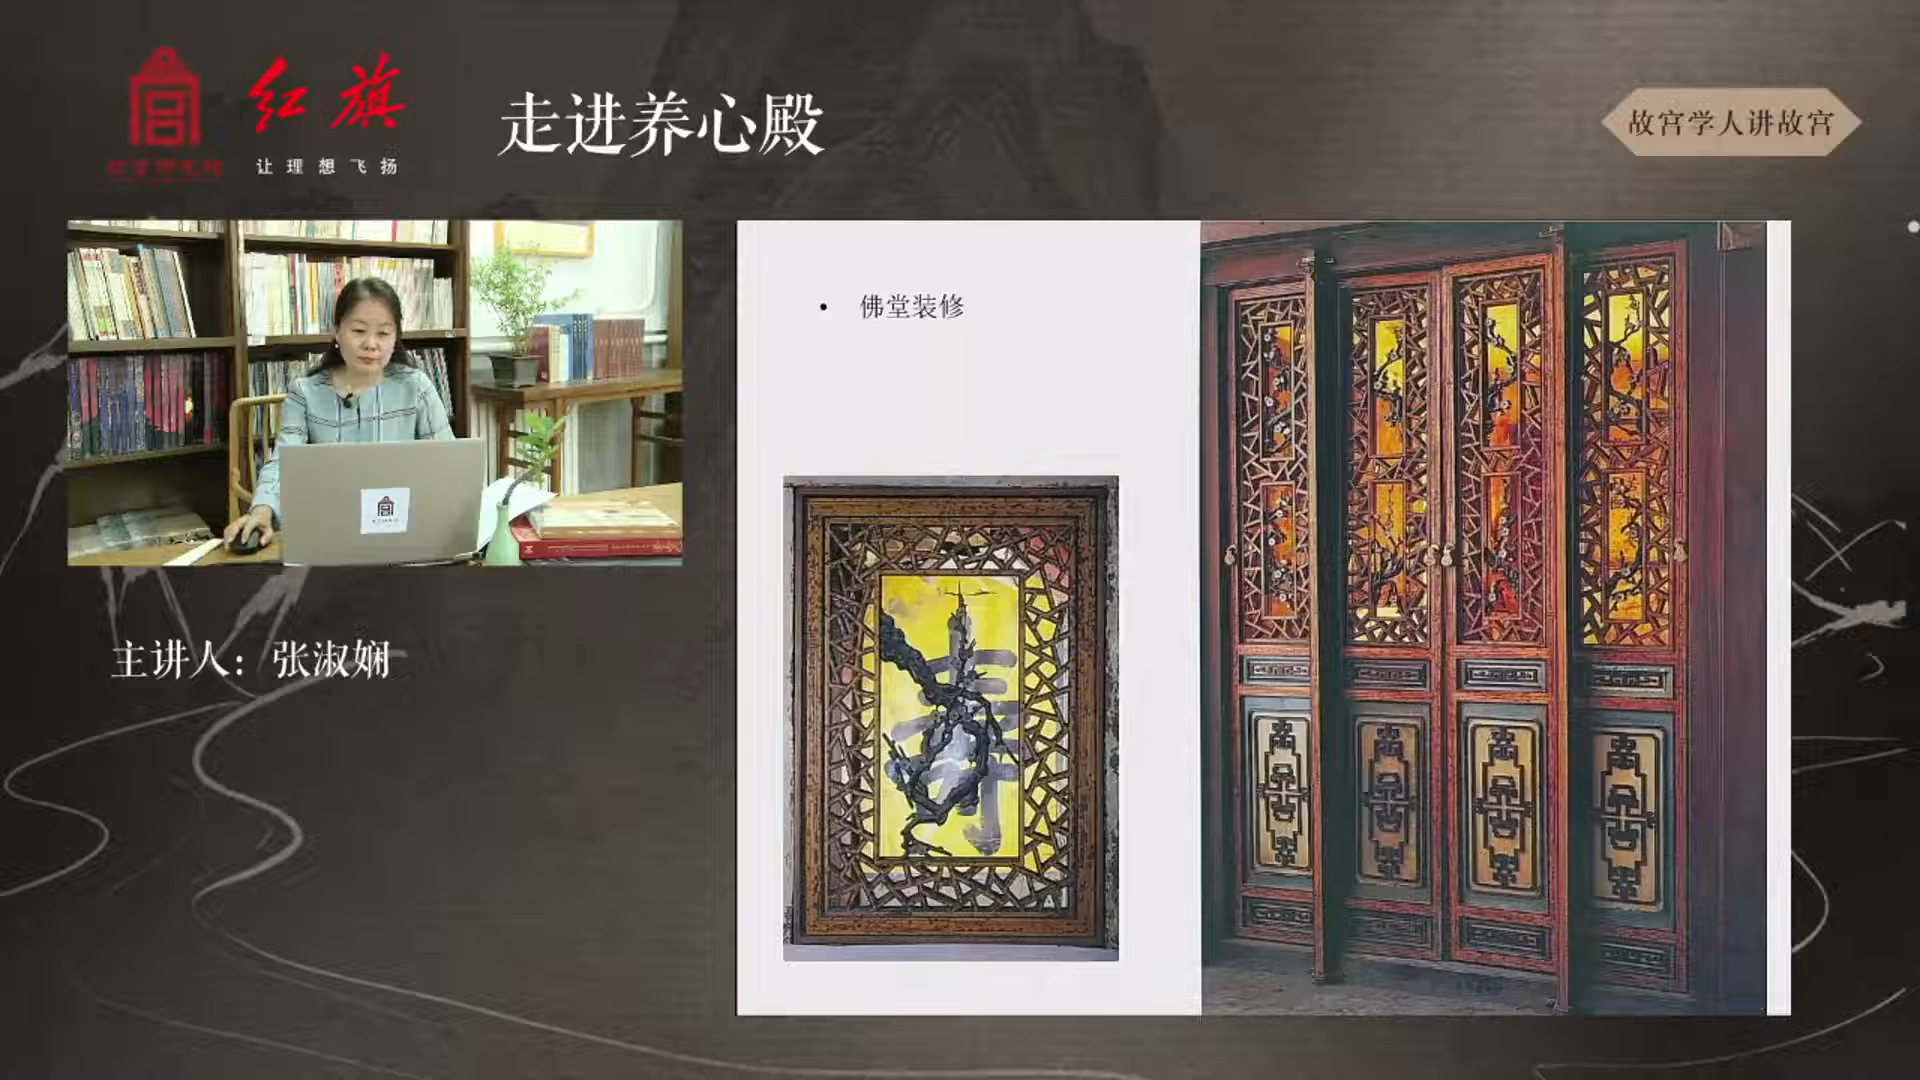 红旗
让理想飞扬
走进养心殿
故宫学人讲故宫
• 佛堂装修
寿
主讲人：张淑娴